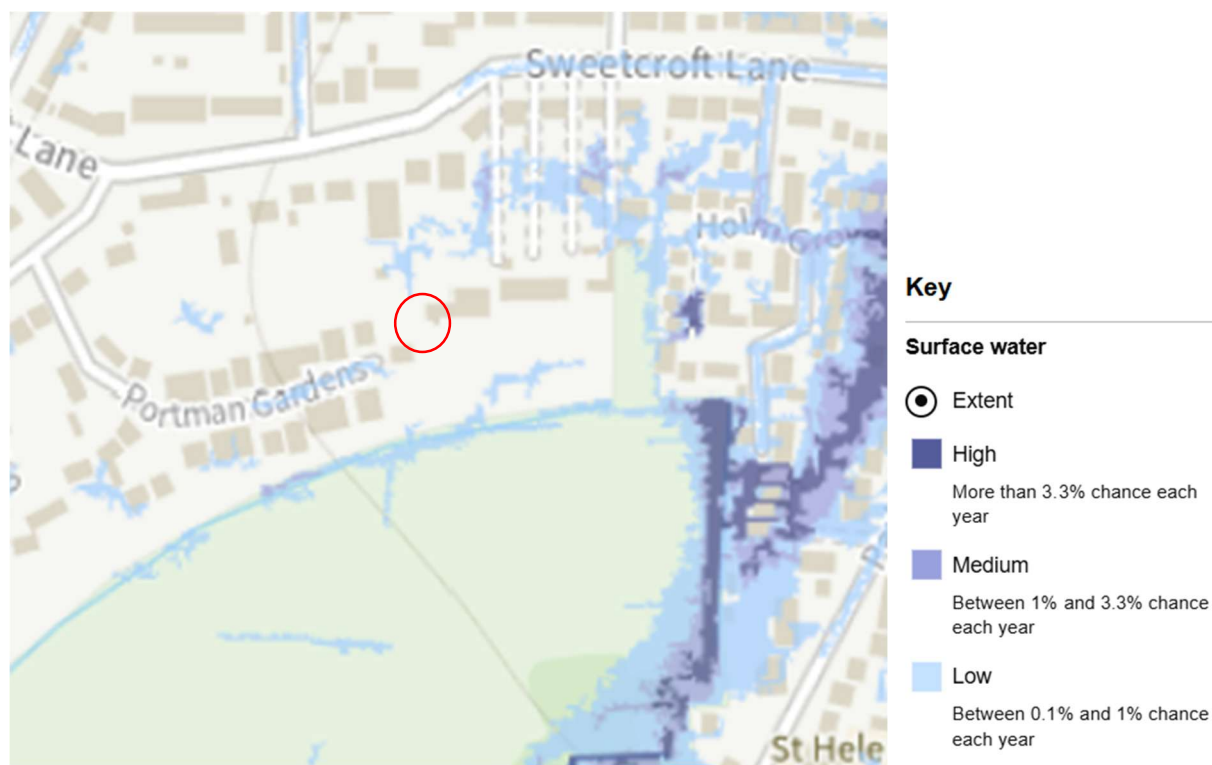 Sweetcroft Lane
Lane
Holm Grove
Portman Gardens
St Hele
Key
Surface water
Extent
High
More than 3.3% chance each
year
Medium
Between 1% and 3.3% chance
each year
Low
Between 0.1% and 1% chance
each year